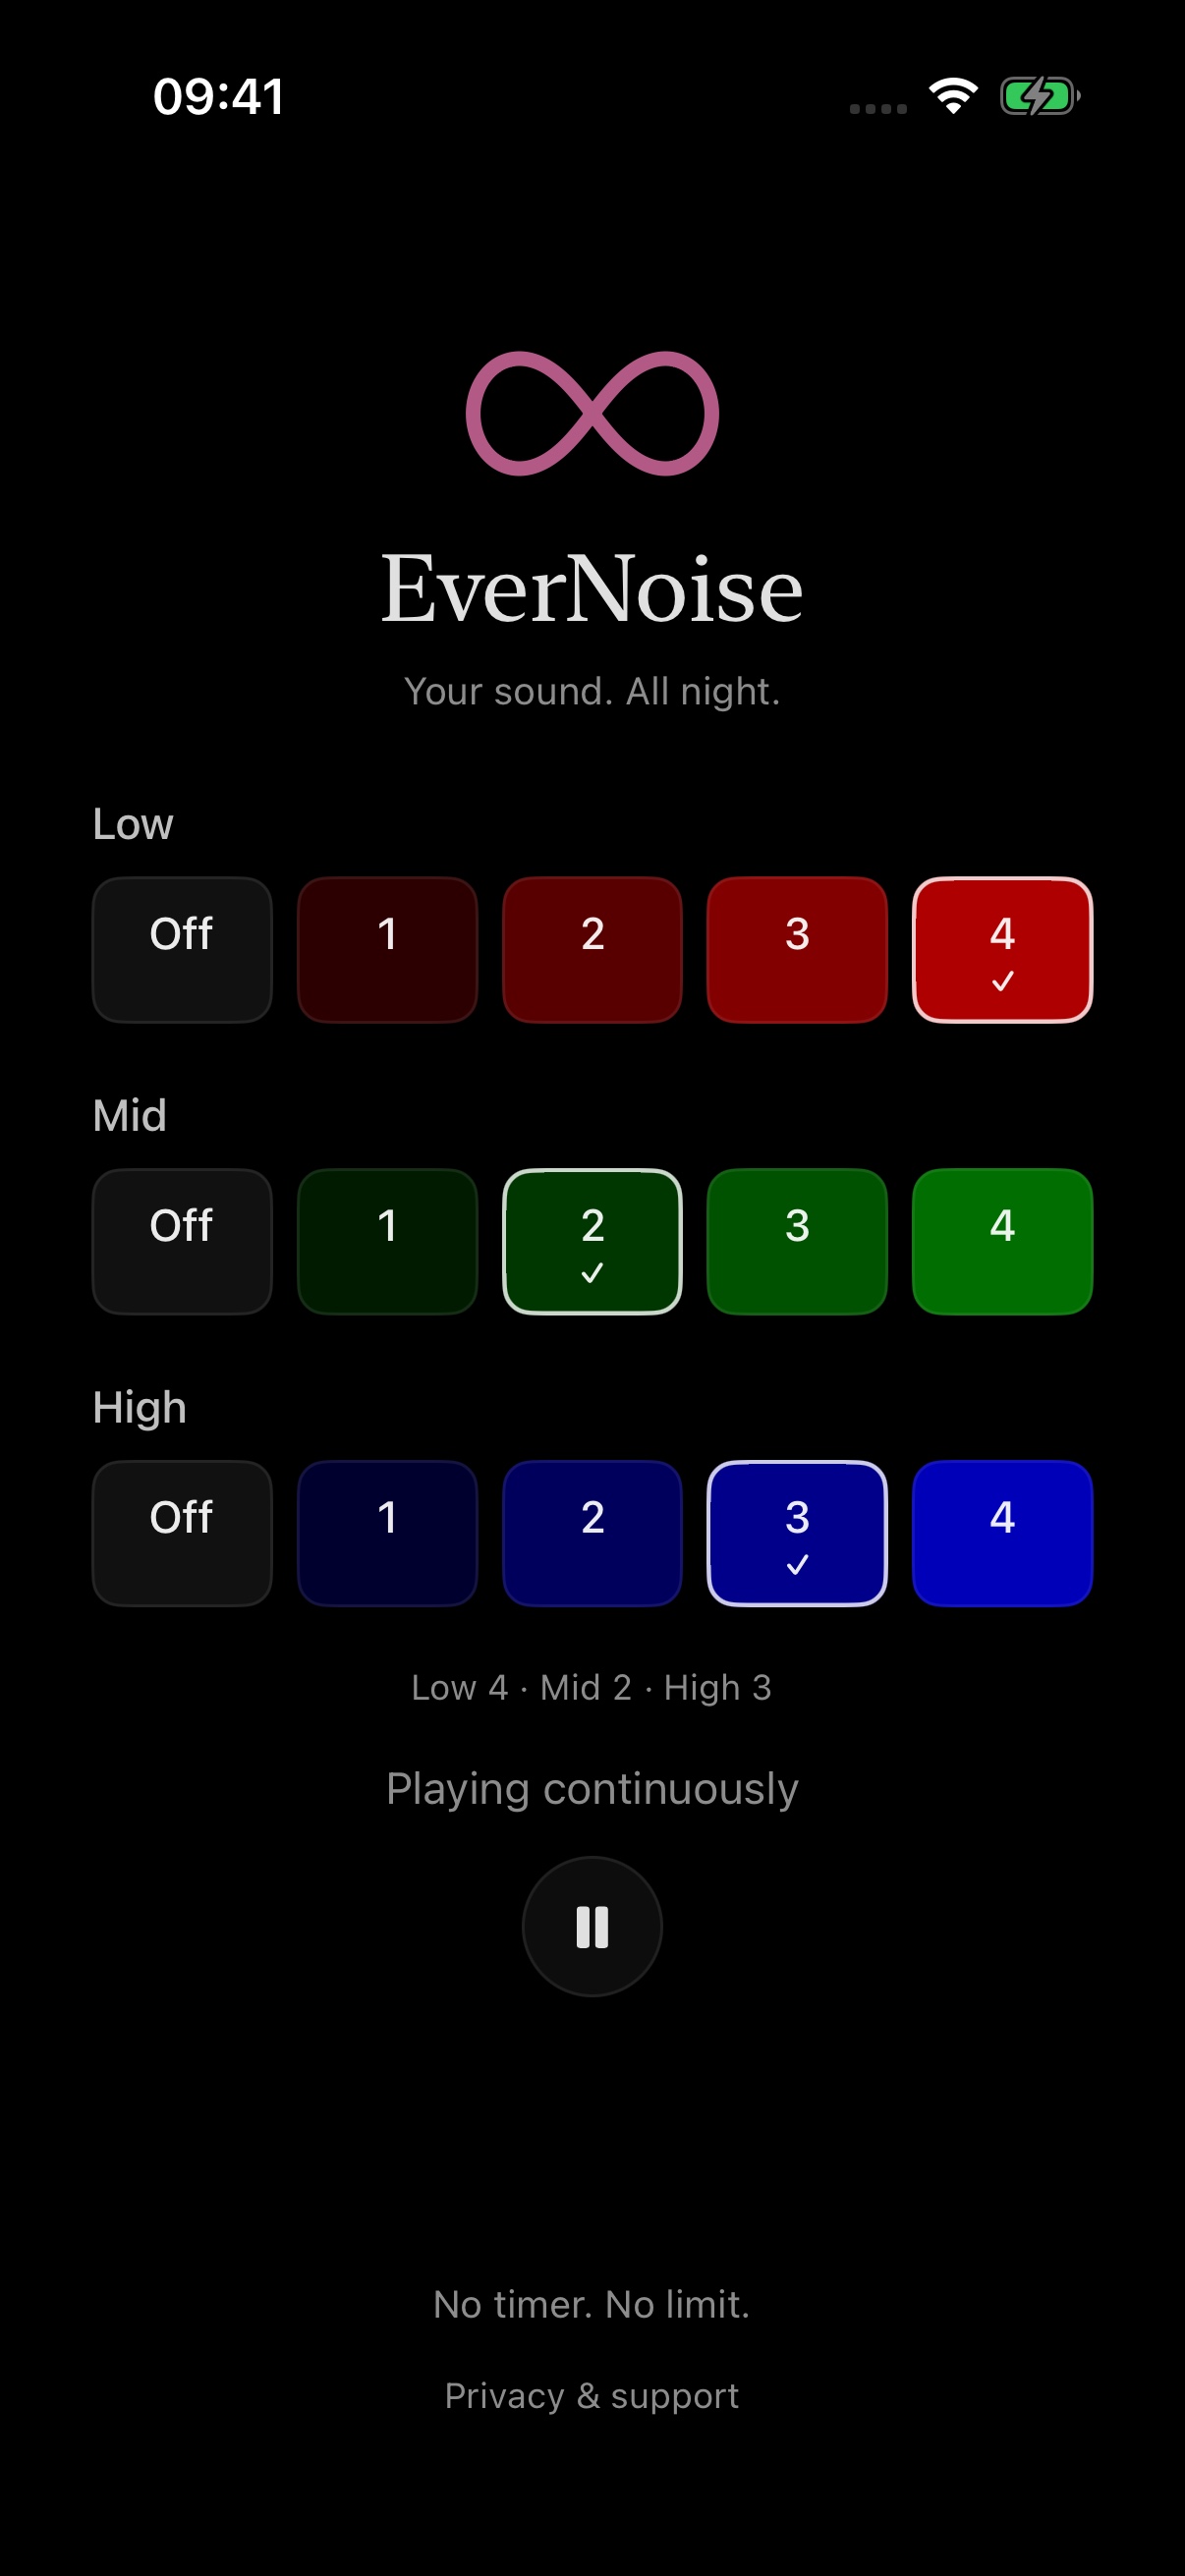 09:41
EverNoise
Your sound. All night.
Low
Off 1 2 3 4
Mid
Off 1 2 3 4
High
Off 1 2 3 4
Low 4 · Mid 2 · High 3
Playing continuously
No timer. No limit.
Privacy & support